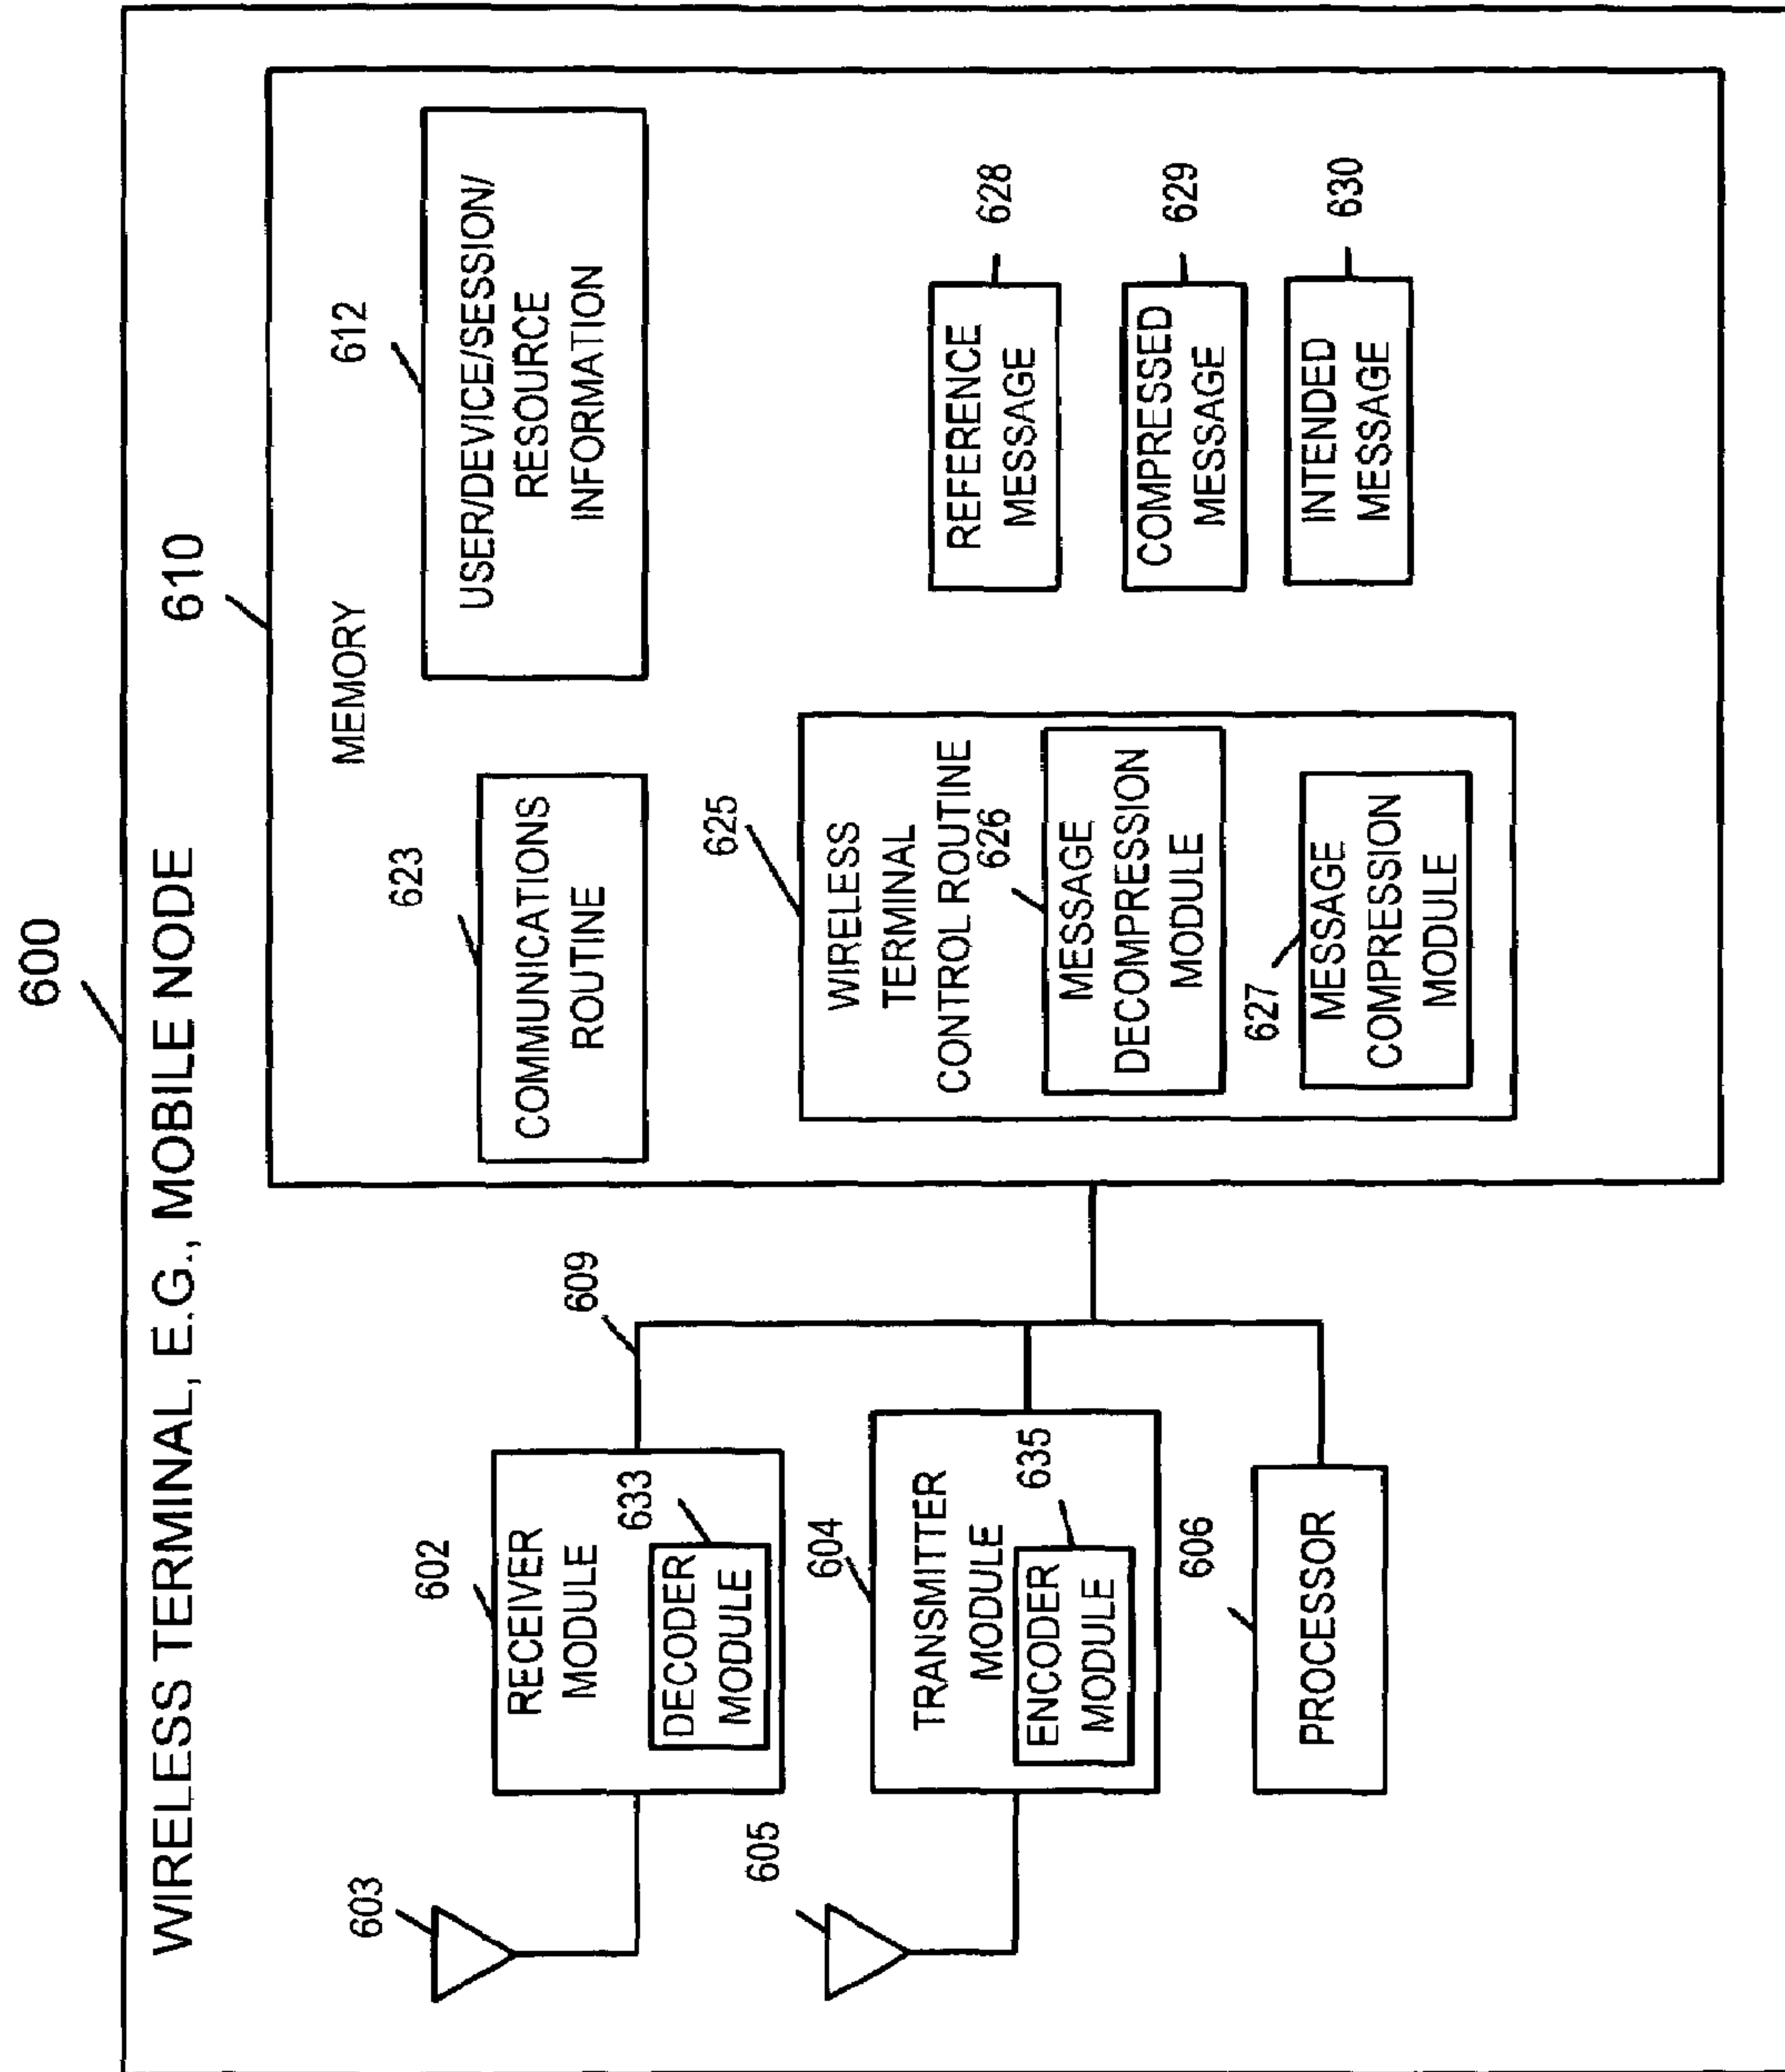 600
WIRELESS TERMINAL, E.G., MOBILE NODE
610
MEMORY
603
602
RECEIVER
MODULE
633
DECODER
MODULE
609
605
604
TRANSMITTER
MODULE
635
ENCODER
MODULE
606
PROCESSOR
623
COMMUNICATIONS
ROUTINE
612
USER/DEVICE/SESSION/
RESOURCE
INFORMATION
625
WIRELESS
TERMINAL
CONTROL ROUTINE
626
MESSAGE
DECOMPRESSION
MODULE
627
MESSAGE
COMPRESSION
MODULE
628
REFERENCE
MESSAGE
629
COMPRESSED
MESSAGE
630
INTENDED
MESSAGE